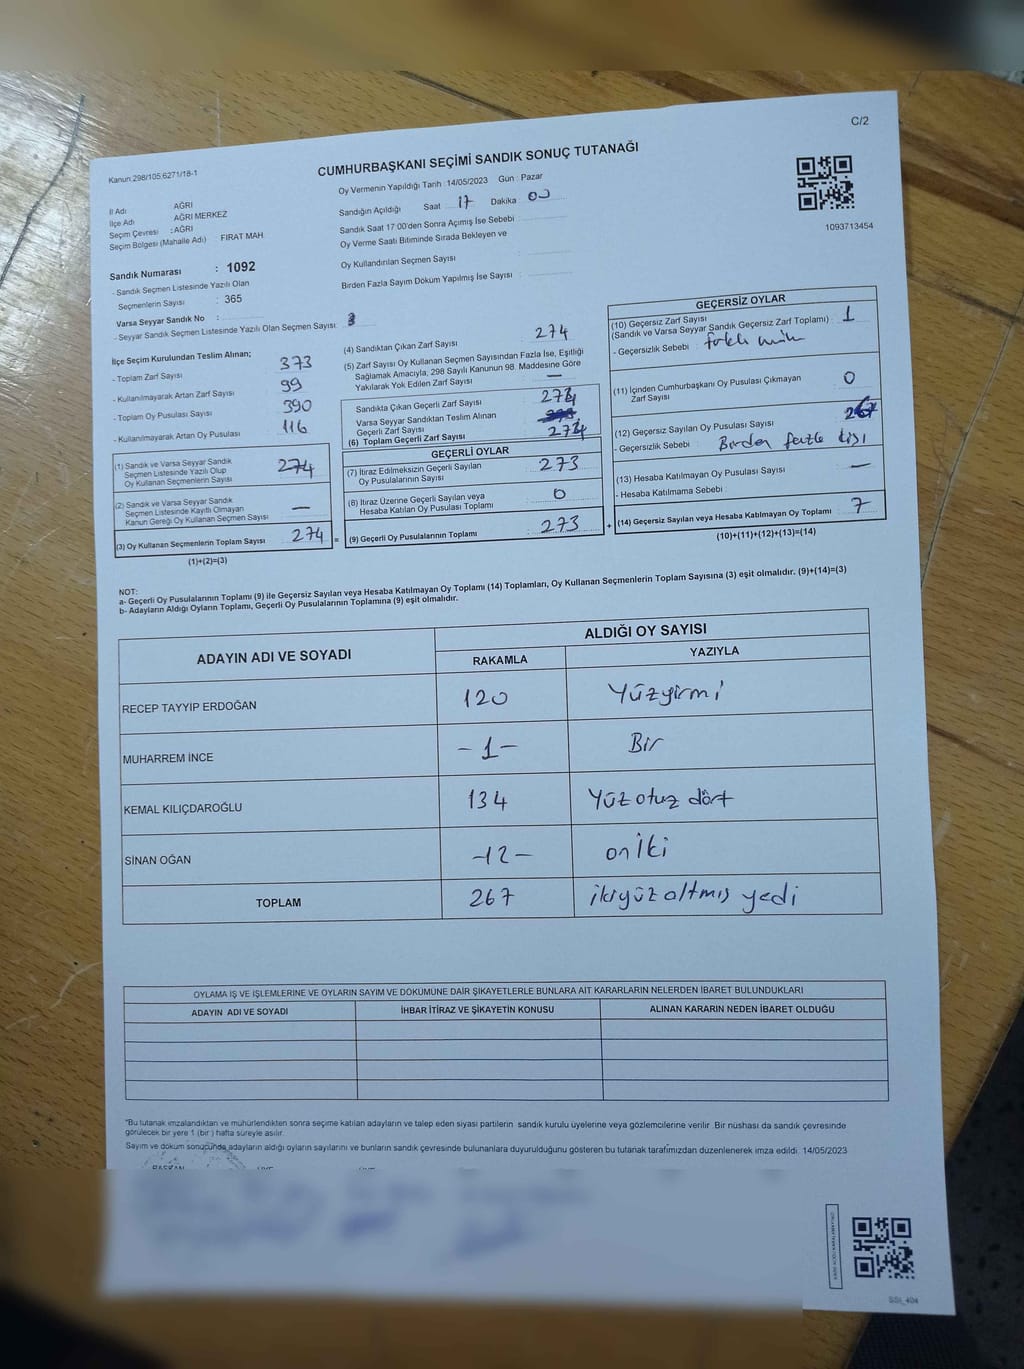 C/2
CUMHURBAŞKANI SEÇİMİ SANDIK SONUÇ TUTANAĞI
Kanun:298/105,6271/18-1
İl Adı AĞRI
İlçe Adı AĞRI MERKEZ
Seçim Çevresi : AĞRI
Seçim Bölgesi (Mahalle Adı) FIRAT MAH.
Sandık Numarası : 1092
- Sandık Seçmen Listesinde Yazılı Olan
Seçmenlerin Sayısı : 365
Varsa Seyyar Sandık No :
- Seyyar Sandık Seçmen Listesinde Yazılı Olan Seçmen Sayısı :
Oy Vermenin Yapıldığı Tarih : 14/05/2023 Gün : Pazar
Sandığın Açıldığı Saat 17 Dakika 00
Sandık Saat 17:00'den Sonra Açımış İse Sebebi :
Oy Verme Saati Bitiminde Sırada Bekleyen ve
Oy Kullandırılan Seçmen Sayısı :
Birden Fazla Sayım Döküm Yapılmış İse Sayısı :
1093713454
İlçe Seçim Kurulundan Teslim Alınan;
- Toplam Zarf Sayısı 373
- Kullanılmayarak Artan Zarf Sayısı 99
- Toplam Oy Pusulası Sayısı 390
- Kullanılmayarak Artan Oy Pusulası 116
(1) Sandık ve Varsa Seyyar Sandık
Seçmen Listesinde Yazılı Olup
Oy Kullanan Seçmenlerin Sayısı 274
(2) Sandık ve Varsa Seyyar Sandık
Seçmen Listesinde Kayıtlı Olmayan
Kanun Gereği Oy Kullanan Seçmen Sayısı —
(3) Oy Kullanan Seçmenlerin Toplam Sayısı 274 =
(1)+(2)=(3)
(4) Sandıktan Çıkan Zarf Sayısı 274
(5) Zarf Sayısı Oy Kullanan Seçmen Sayısından Fazla İse, Eşitliği
Sağlamak Amacıyla, 298 Sayılı Kanunun 98. Maddesine Göre
Yakılarak Yok Edilen Zarf Sayısı —
Sandıkta Çıkan Geçerli Zarf Sayısı
Varsa Seyyar Sandıktan Teslim Alınan
Geçerli Zarf Sayısı
(6) Toplam Geçerli Zarf Sayısı
GEÇERLİ OYLAR
(7) İtiraz Edilmeksizin Geçerli Sayılan
Oy Pusulalarının Sayısı : 273
(8) İtiraz Üzerine Geçerli Sayılan veya
Hesaba Katılan Oy Pusulası Toplamı : 0
(9) Geçerli Oy Pusulalarının Toplamı : 273 +
GEÇERSİZ OYLAR
(10) Geçersiz Zarf Sayısı
(Sandık ve Varsa Seyyar Sandık Geçersiz Zarf Toplamı) : 1
- Geçersizlik Sebebi :
(11) İçinden Cumhurbaşkanı Oy Pusulası Çıkmayan
Zarf Sayısı 0
(12) Geçersiz Sayılan Oy Pusulası Sayısı
- Geçersizlik Sebebi : Birden fazla kişi
(13) Hesaba Katılmayan Oy Pusulası Sayısı —
- Hesaba Katılmama Sebebi :
(14) Geçersiz Sayılan veya Hesaba Katılmayan Oy Toplamı : 7
(10)+(11)+(12)+(13)=(14)
NOT:
a- Geçerli Oy Pusulalarının Toplamı (9) ile Geçersiz Sayılan veya Hesaba Katılmayan Oy Toplamı (14) Toplamları, Oy Kullanan Seçmenlerin Toplam Sayısına (3) eşit olmalıdır. (9)+(14)=(3)
b- Adayların Aldığı Oyların Toplamı, Geçerli Oy Pusulalarının Toplamına (9) eşit olmalıdır.
ADAYIN ADI VE SOYADI ALDIĞI OY SAYISI
RAKAMLA YAZIYLA
RECEP TAYYİP ERDOĞAN 120 Yüzyirmi
MUHARREM İNCE -1- Bir
KEMAL KILIÇDAROĞLU 134 Yüz otuz dört
SİNAN OĞAN -12- on İki
TOPLAM 267 ikiyüz altmış yedi
OYLAMA İŞ VE İŞLEMLERİNE VE OYLARIN SAYIM VE DÖKÜMÜNE DAİR ŞİKAYETLERLE BUNLARA AİT KARARLARIN NELERDEN İBARET BULUNDUKLARI
ADAYIN ADI VE SOYADI İHBAR İTİRAZ VE ŞİKAYETİN KONUSU ALINAN KARARIN NEDEN İBARET OLDUĞU
"Bu tutanak imzalandıktan ve mühürlendikten sonra seçime katılan adayların ve talep eden siyasi partilerin sandık kurulu üyelerine veya gözlemcilerine verilir. Bir nüshası da sandık çevresinde
görülecek bir yere 1 (bir) hafta süreyle asılır.
Sayım ve döküm sonucunda adayların aldığı oyların sayılarını ve bunların sandık çevresinde bulunanlara duyurulduğunu gösteren bu tutanak tarafımızdan düzenlenerek imza edildi. 14/05/2023
BAŞKAN